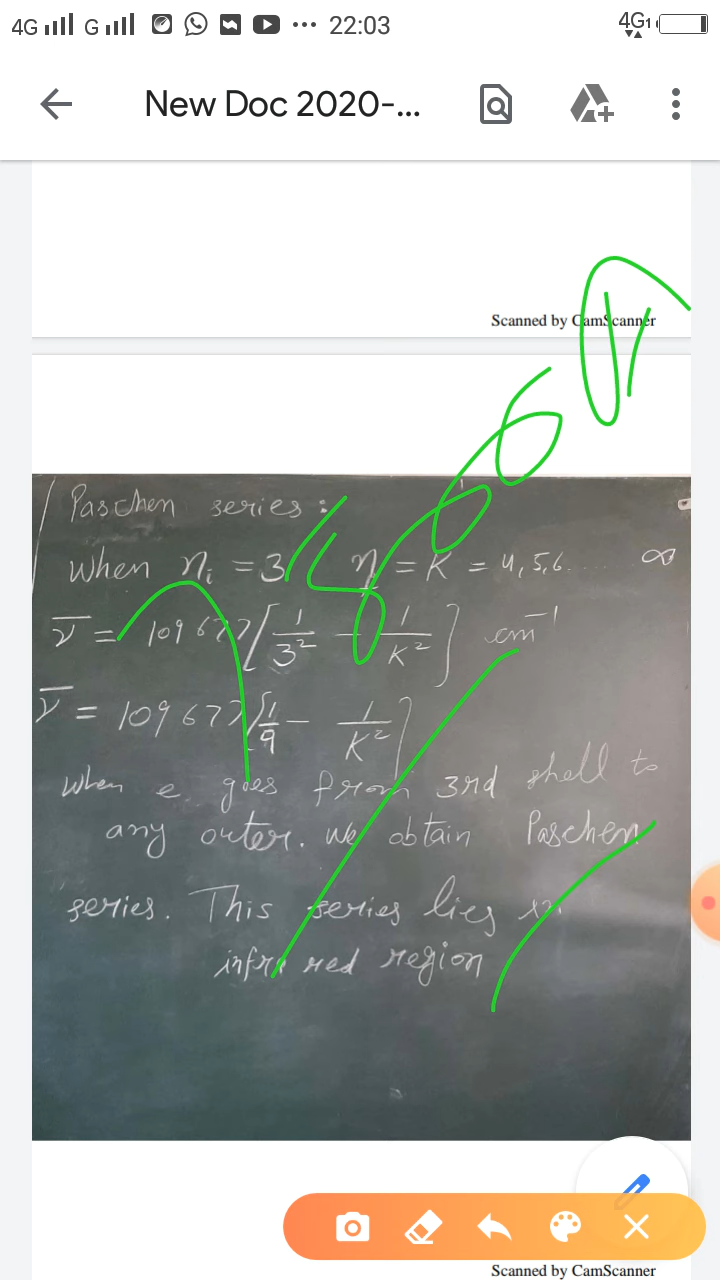 4G G 22:03 4G1
New Doc 2020-...
Scanned by CamScanner
Paschen series:
When nᵢ = 3 n = K = 4, 5, 6..... ∞
ν̅ = 109677 [1/3² - 1/K²] cm⁻¹
ν̅ = 109677 [1/9 - 1/K²]
When e goes from 3rd shell to
any outer. We obtain Paschen
series. This series lies in
infra red region
Scanned by CamScanner